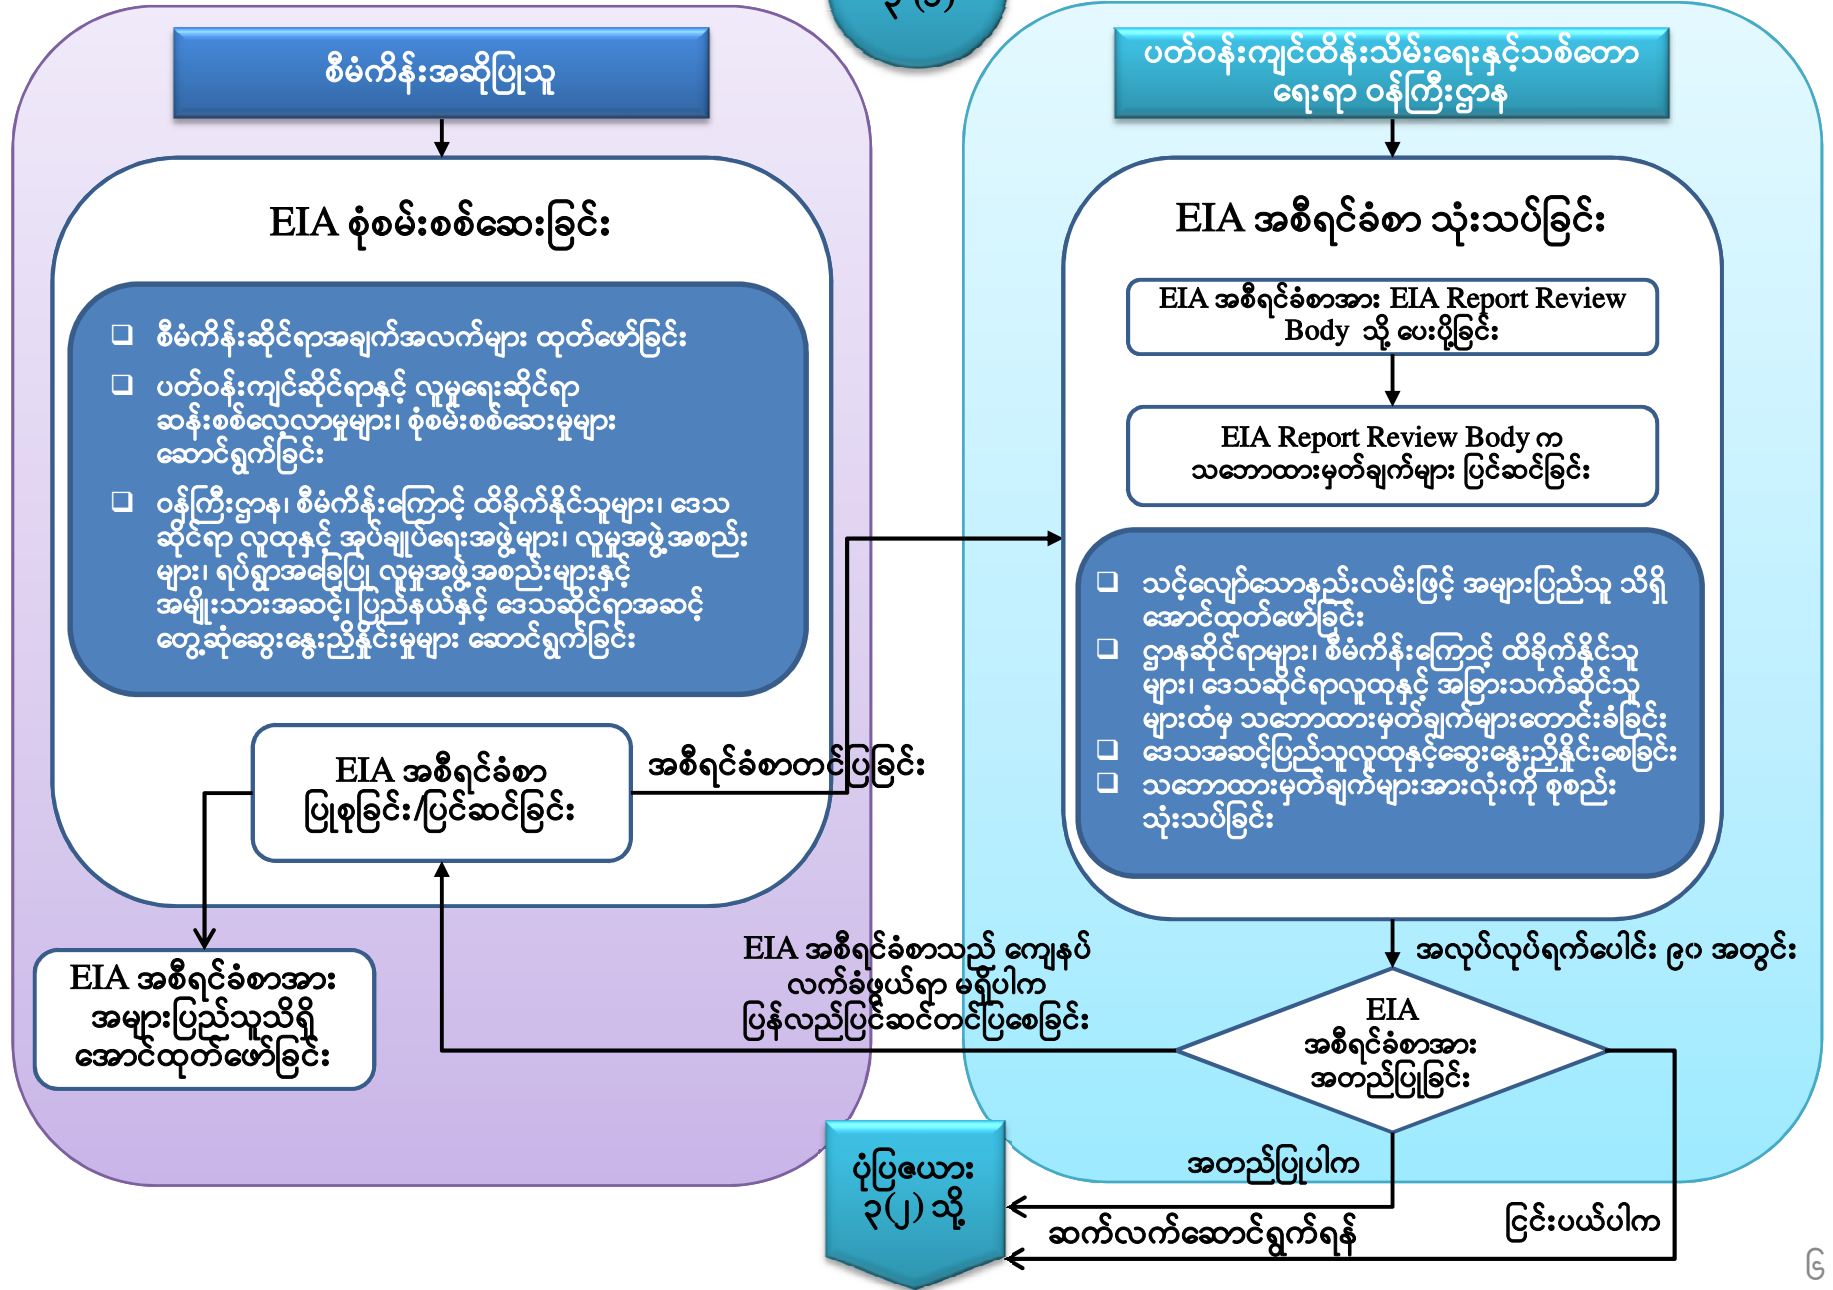 ၃ (၁)
စီမံကိန်းအဆိုပြုသူ
EIA စုံစမ်းစစ်ဆေးခြင်း
စီမံကိန်းဆိုင်ရာအချက်အလက်များ ထုတ်ဖော်ခြင်း
ပတ်ဝန်းကျင်ဆိုင်ရာနှင့် လူမှုရေးဆိုင်ရာ
ဆန်းစစ်လေ့လာမှုများ၊ စုံစမ်းစစ်ဆေးမှုများ
ဆောင်ရွက်ခြင်း
ဝန်ကြီးဌာန၊ စီမံကိန်းကြောင့် ထိခိုက်နိုင်သူများ၊ ဒေသ
ဆိုင်ရာ လူထုနှင့် အုပ်ချုပ်ရေးအဖွဲ့များ၊ လူမှုအဖွဲ့အစည်း
များ၊ ရပ်ရွာအခြေပြု လူမှုအဖွဲ့အစည်းများနှင့်
အမျိုးသားအဆင့်၊ ပြည်နယ်နှင့် ဒေသဆိုင်ရာအဆင့်
တွေ့ဆုံဆွေးနွေးညှိနှိုင်းမှုများ ဆောင်ရွက်ခြင်း
EIA အစီရင်ခံစာ
ပြုစုခြင်း/ပြင်ဆင်ခြင်း
အစီရင်ခံစာတင်ပြခြင်း
EIA အစီရင်ခံစာအား
အများပြည်သူသိရှိ
အောင်ထုတ်ဖော်ခြင်း
ပတ်ဝန်းကျင်ထိန်းသိမ်းရေးနှင့်သစ်တော
ရေးရာ ဝန်ကြီးဌာန
EIA အစီရင်ခံစာ သုံးသပ်ခြင်း
EIA အစီရင်ခံစာအား EIA Report Review
Body သို့ ပေးပို့ခြင်း
EIA Report Review Body က
သဘောထားမှတ်ချက်များ ပြင်ဆင်ခြင်း
သင့်လျော်သောနည်းလမ်းဖြင့် အများပြည်သူ သိရှိ
အောင်ထုတ်ဖော်ခြင်း
ဌာနဆိုင်ရာများ၊ စီမံကိန်းကြောင့် ထိခိုက်နိုင်သူ
များ၊ ဒေသဆိုင်ရာလူထုနှင့် အခြားသက်ဆိုင်သူ
များထံမှ သဘောထားမှတ်ချက်များတောင်းခံခြင်း
ဒေသအဆင့်ပြည်သူလူထုနှင့်ဆွေးနွေးညှိနှိုင်းစေခြင်း
သဘောထားမှတ်ချက်များအားလုံးကို စုစည်း
သုံးသပ်ခြင်း
အလုပ်လုပ်ရက်ပေါင်း ၉၀ အတွင်း
EIA အစီရင်ခံစာသည် ကျေနပ်
လက်ခံဖွယ်ရာ မရှိပါက
ပြန်လည်ပြင်ဆင်တင်ပြစေခြင်း
EIA
အစီရင်ခံစာအား
အတည်ပြုခြင်း
အတည်ပြုပါက
ငြင်းပယ်ပါက
ဆက်လက်ဆောင်ရွက်ရန်
ပုံပြဇယား
၃(၂) သို့
၆